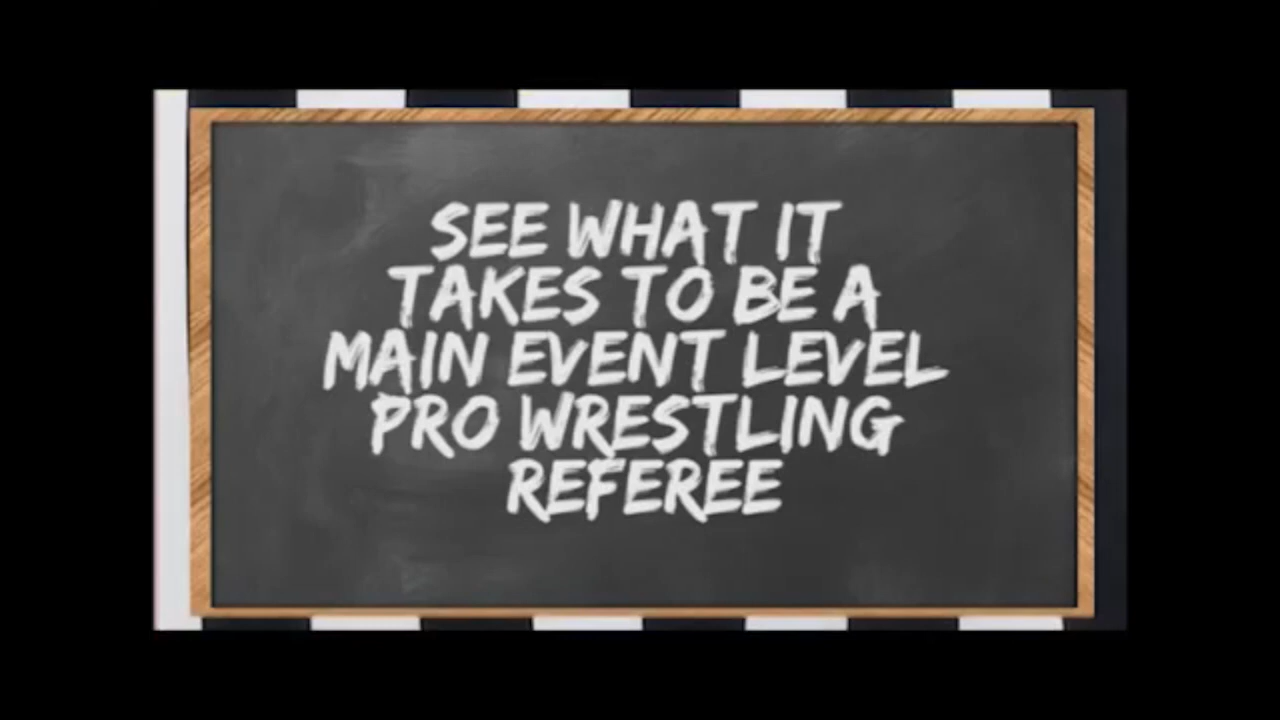 SEE WHAT IT
TAKES TO BE A
MAIN EVENT LEVEL
PRO WRESTLING
REFEREE